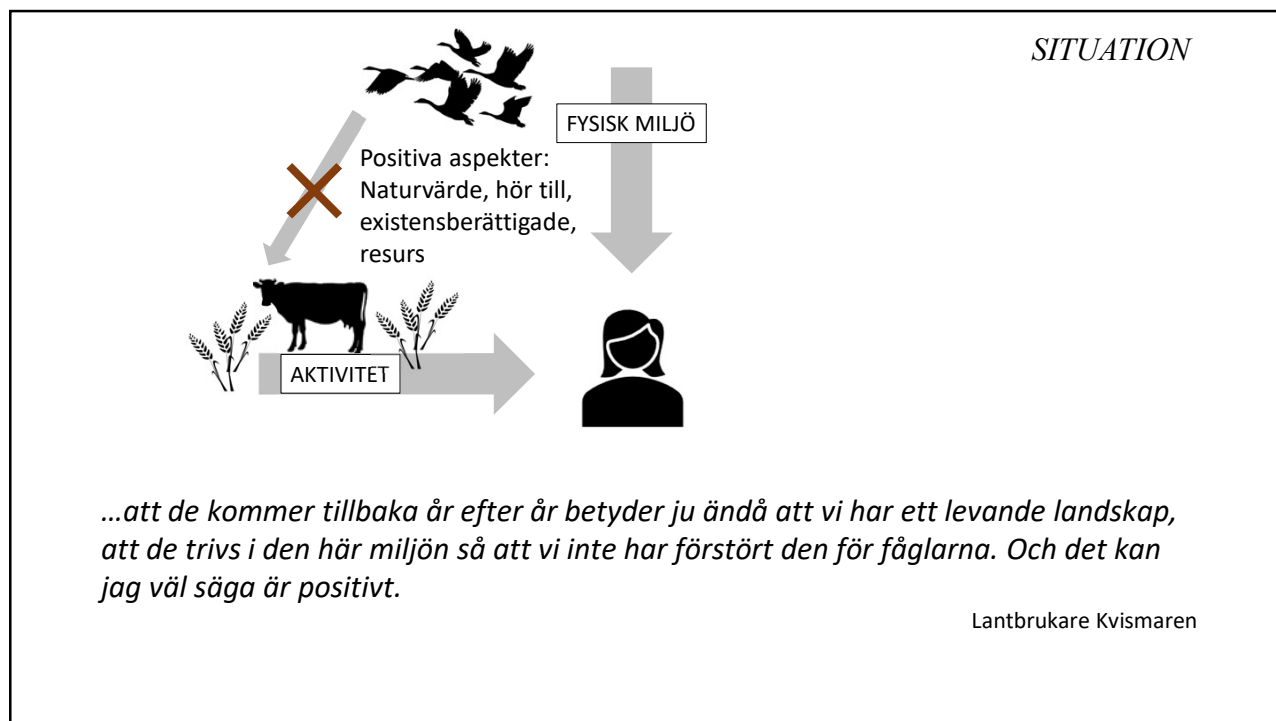 SITUATION
FYSISK MILJÖ
Positiva aspekter:
Naturvärde, hör till,
existensberättigade,
resurs
AKTIVITET
…att de kommer tillbaka år efter år betyder ju ändå att vi har ett levande landskap,
att de trivs i den här miljön så att vi inte har förstört den för fåglarna. Och det kan
jag väl säga är positivt.
Lantbrukare Kvismaren